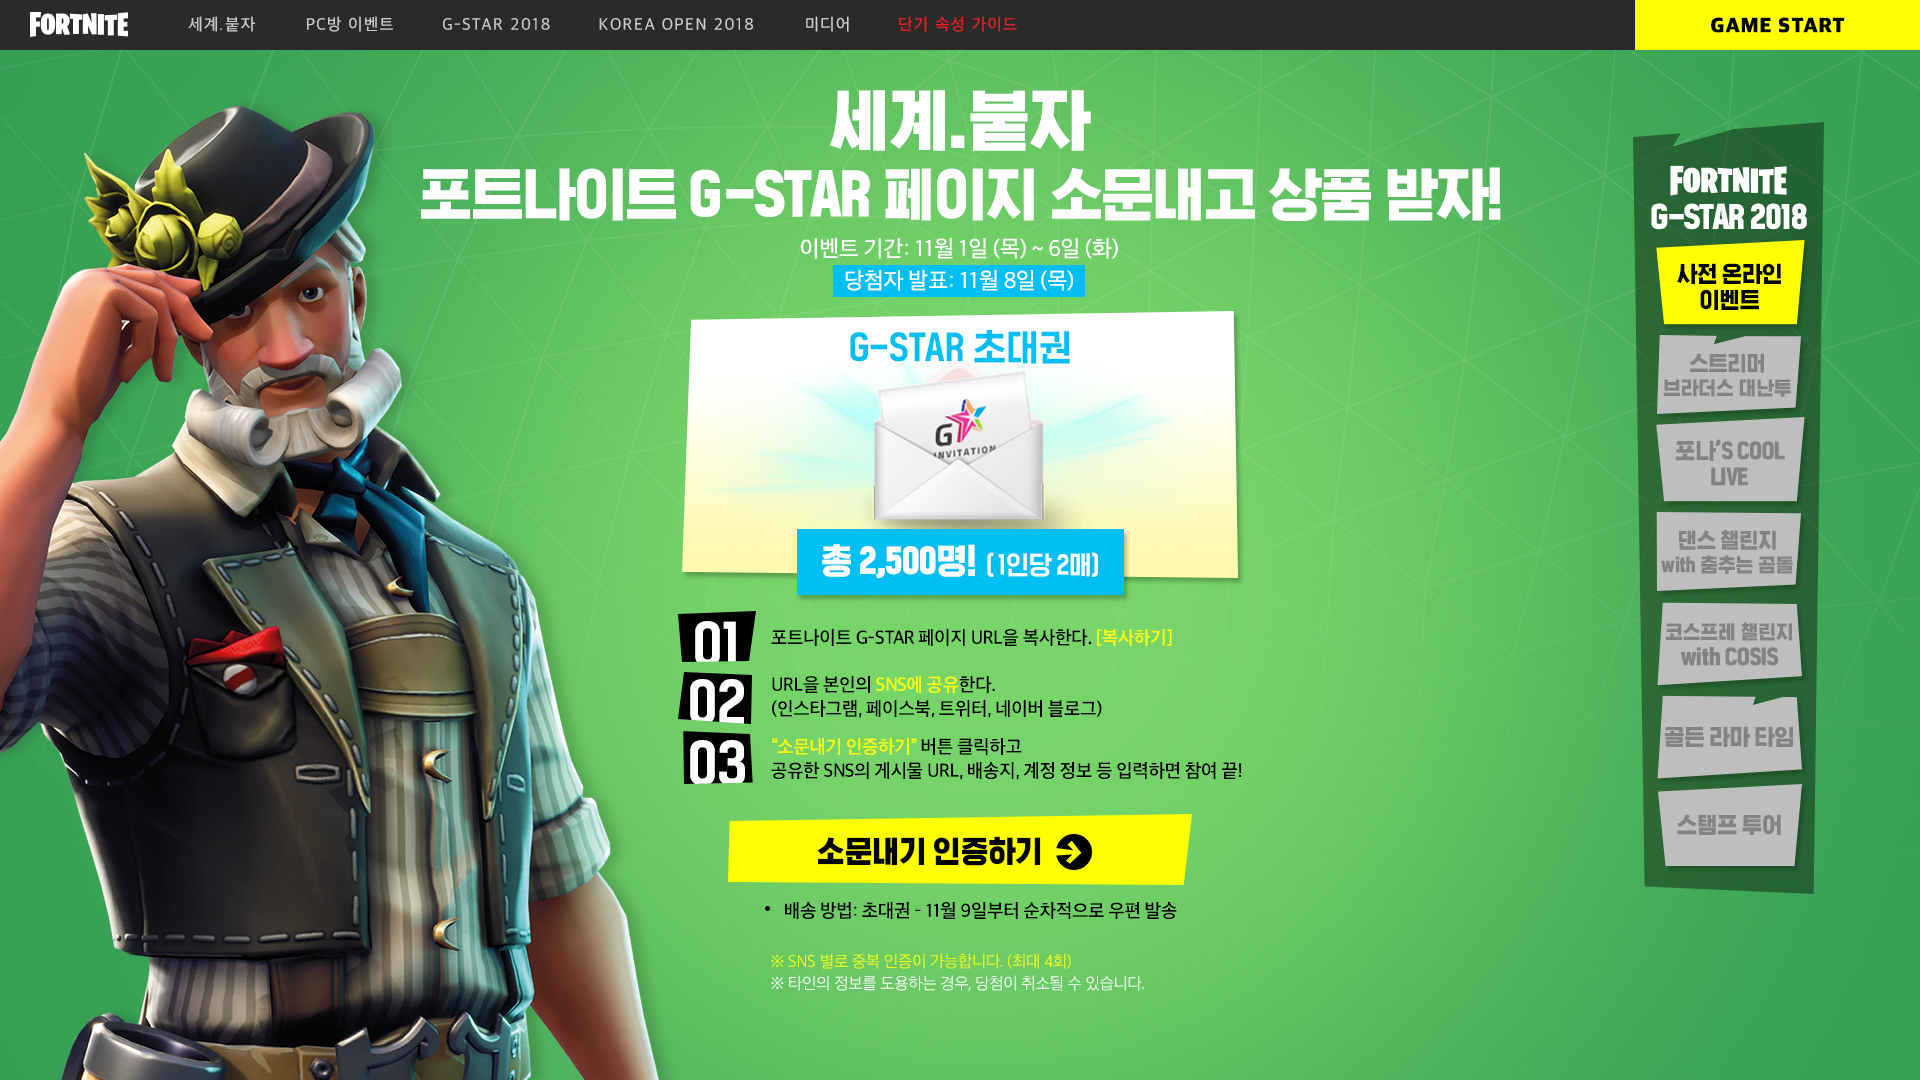 FORTNITE
세계.붙자
PC방 이벤트
G-STAR 2018
KOREA OPEN 2018
미디어
단기 속성 가이드
GAME START
세계.붙자
포트나이트 G-STAR 페이지 소문내고 상품 받자!
이벤트 기간: 11월 1일 (목) ~ 6일 (화)
당첨자 발표: 11월 8일 (목)
G-STAR 초대권
G
INVITATION
총 2,500명! (1인당 2매)
01
포트나이트 G-STAR 페이지 URL을 복사한다. [복사하기]
02
URL을 본인의 SNS에 공유한다.
(인스타그램, 페이스북, 트위터, 네이버 블로그)
03
“소문내기 인증하기” 버튼 클릭하고
공유한 SNS의 게시물 URL, 배송지, 계정 정보 등 입력하면 참여 끝!
소문내기 인증하기
• 배송 방법: 초대권 - 11월 9일부터 순차적으로 우편 발송
※ SNS 별로 중복 인증이 가능합니다. (최대 4회)
※ 타인의 정보를 도용하는 경우, 당첨이 취소될 수 있습니다.
FORTNITE
G-STAR 2018
사전 온라인
이벤트
스트리머
브라더스 대난투
포나’S COOL
LIVE
댄스 챌린지
with 춤추는 곰돌
코스프레 챌린지
with COSIS
골든 라마 타임
스탬프 투어